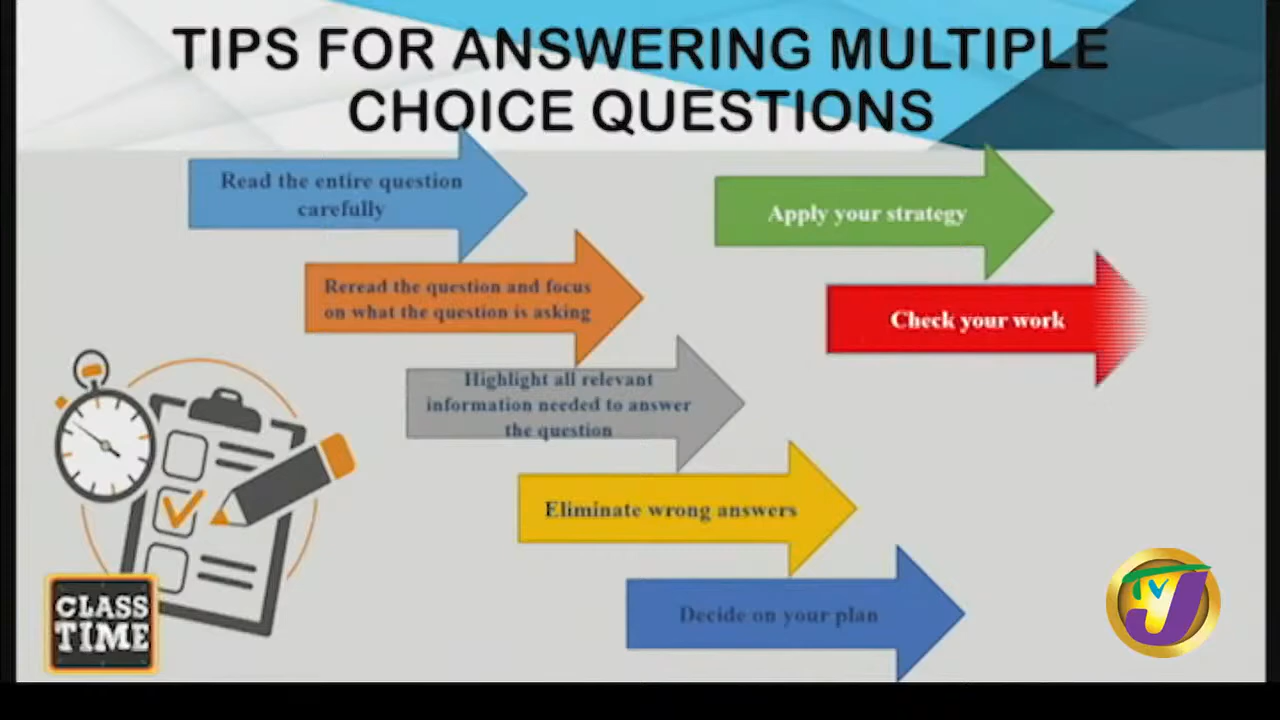 TIPS FOR ANSWERING MULTIPLE
CHOICE QUESTIONS
Read the entire question
carefully
Reread the question and focus
on what the question is asking
Highlight all relevant
information needed to answer
the question
Eliminate wrong answers
Decide on your plan
Apply your strategy
Check your work
CLASS
TIME
TVJ